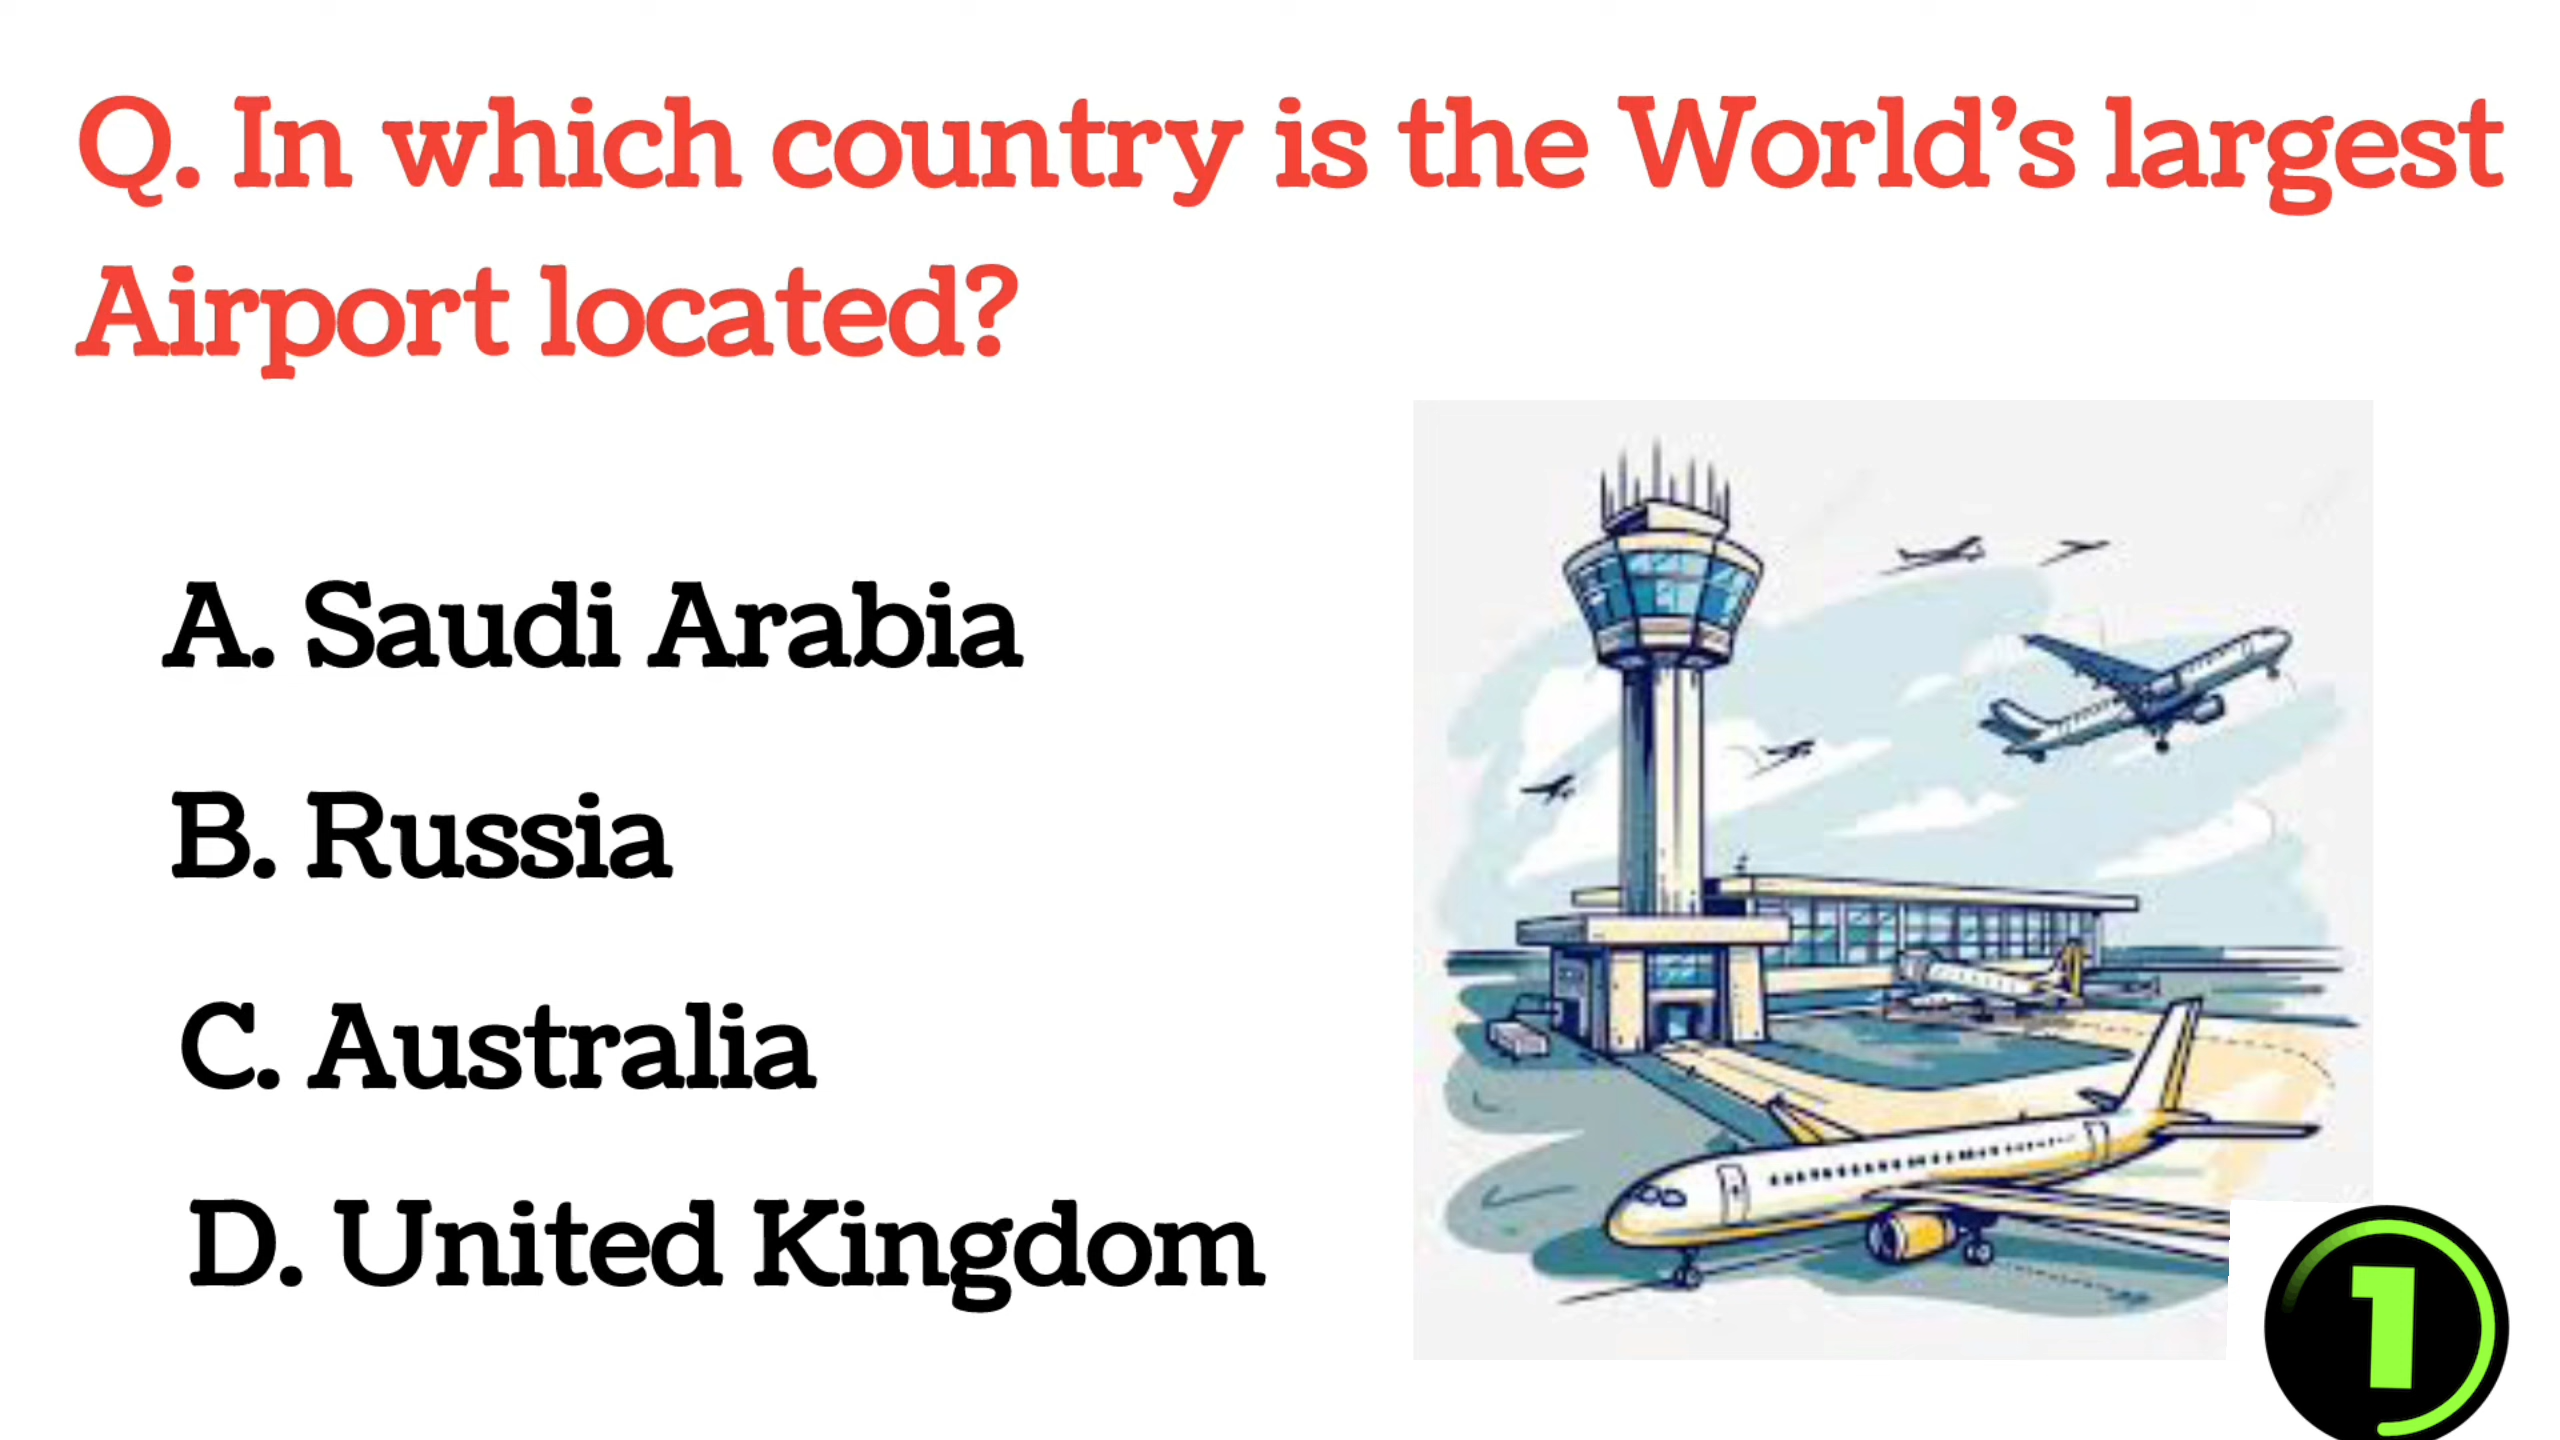 Q. In which country is the World’s largest
Airport located?
A. Saudi Arabia
B. Russia
C. Australia
D. United Kingdom
1